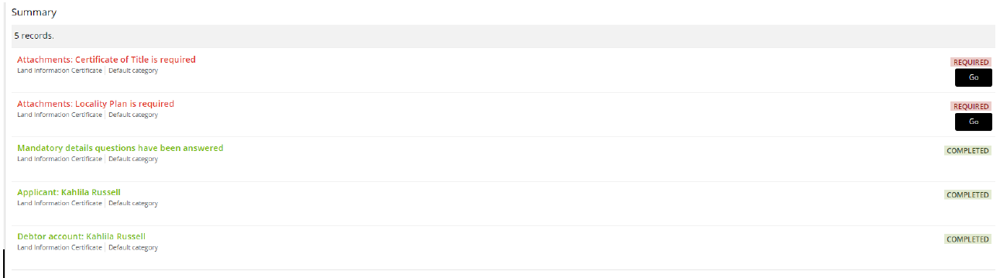 Summary
5 records.
Attachments: Certificate of Title is required
REQUIRED
Land Information Certificate | Default category
Go
Attachments: Locality Plan is required
REQUIRED
Land Information Certificate | Default category
Go
Mandatory details questions have been answered
COMPLETED
Land Information Certificate | Default category
Applicant: Kahlila Russell
COMPLETED
Land Information Certificate | Default category
Debtor account: Kahlila Russell
COMPLETED
Land Information Certificate | Default category